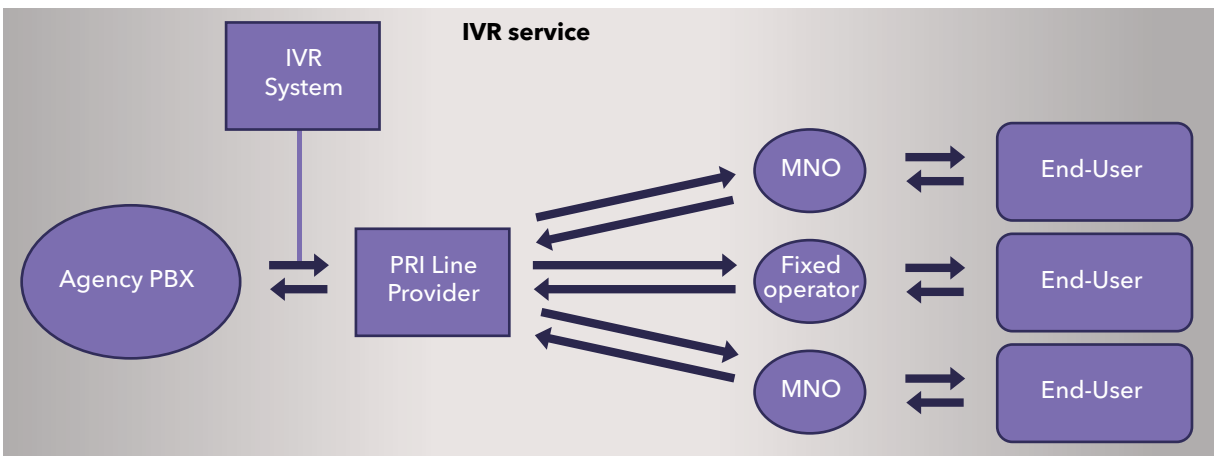 IVR service
IVR
System
Agency PBX
PRI Line
Provider
MNO
End-User
Fixed
operator
End-User
MNO
End-User